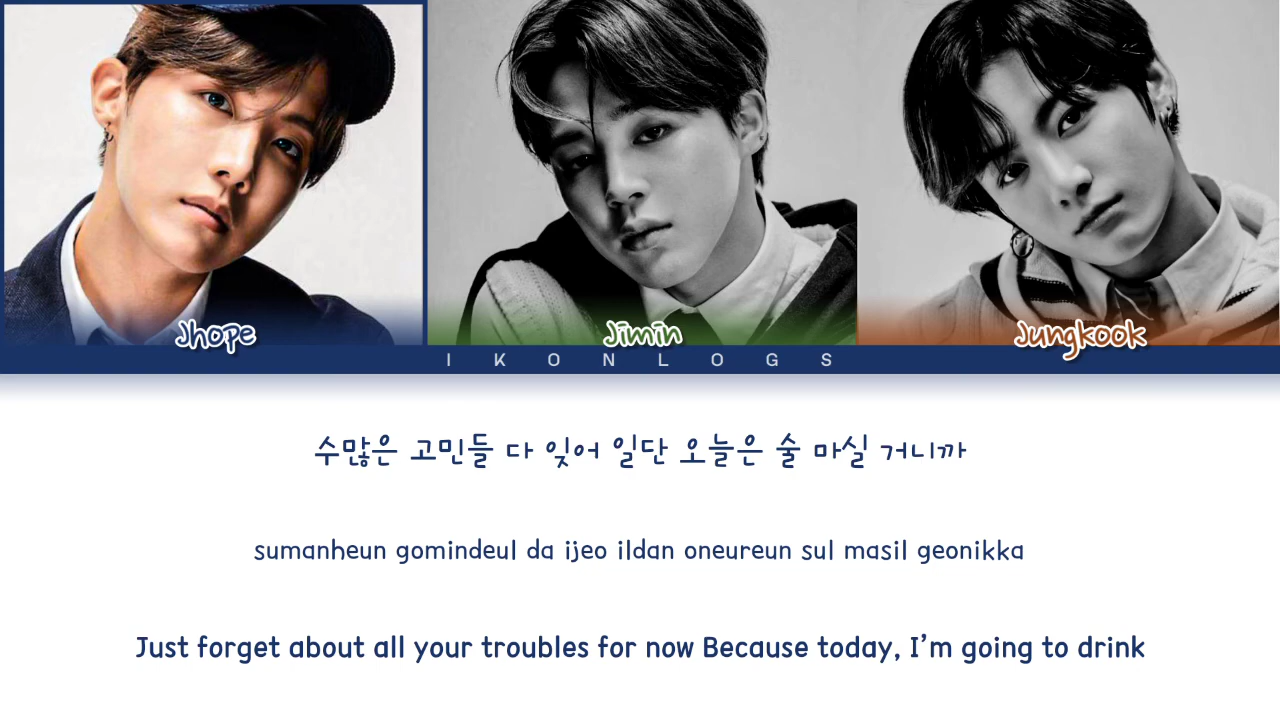 Jhope
Jimin
Jungkook
IKONLOGS
수많은 고민들 다 잊어 일단 오늘은 술 마실 거니까
sumanheun gomindeul da ijeo ildan oneureun sul masil geonikka
Just forget about all your troubles for now Because today, I’m going to drink